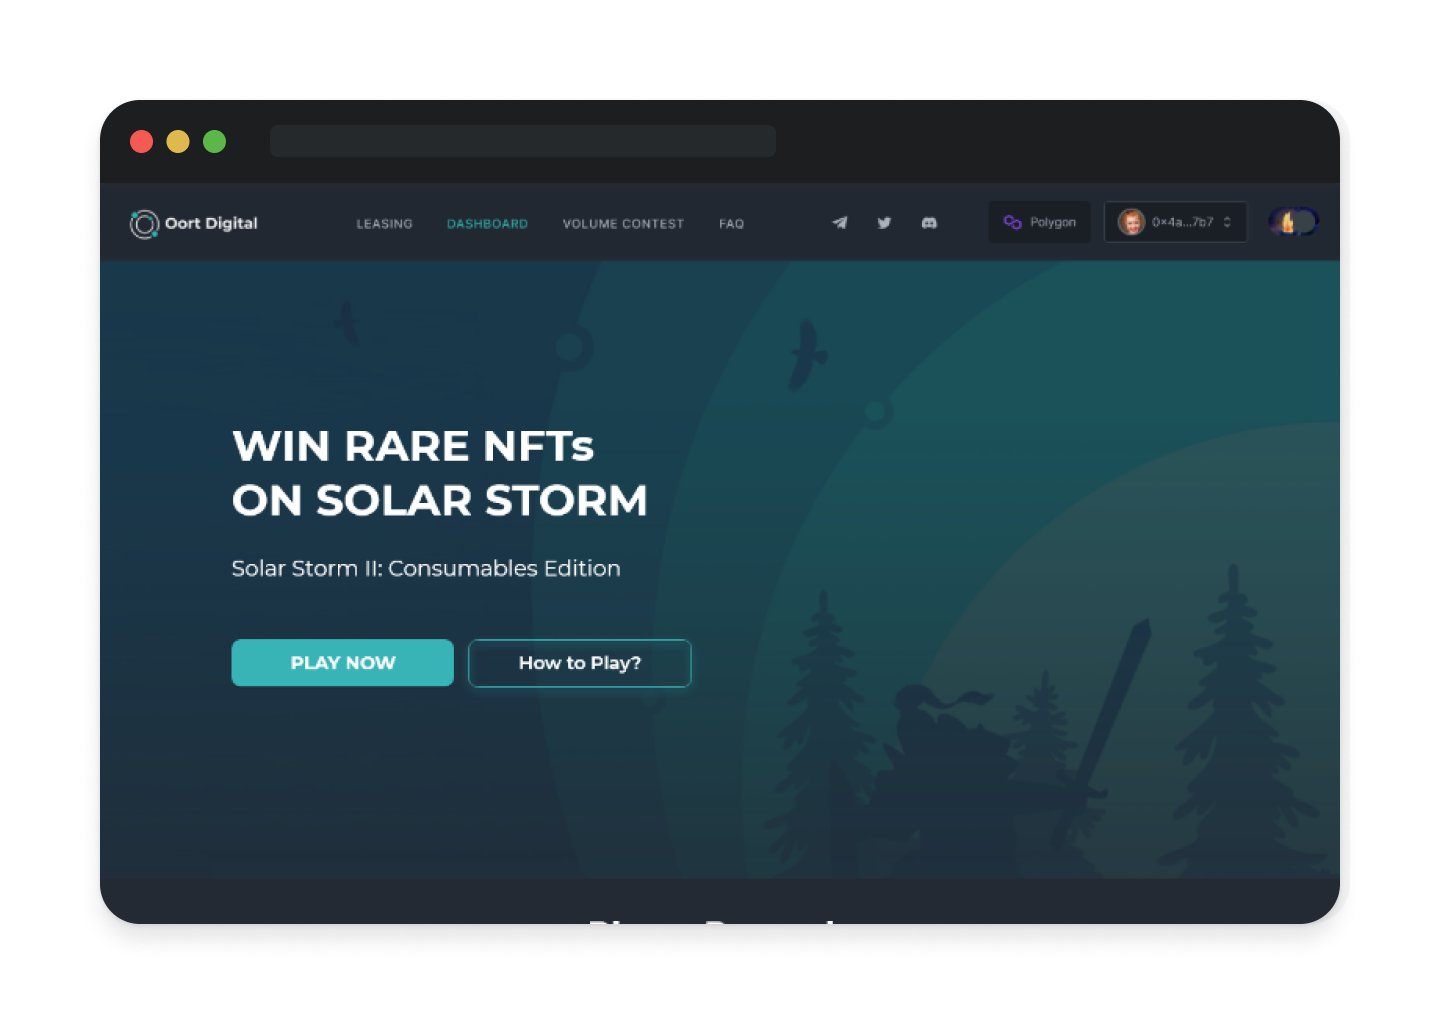 Oort Digital
LEASING
DASHBOARD
VOLUME CONTEST
FAQ
Polygon
0x4a...7b7
WIN RARE NFTs
ON SOLAR STORM
Solar Storm II: Consumables Edition
PLAY NOW
How to Play?